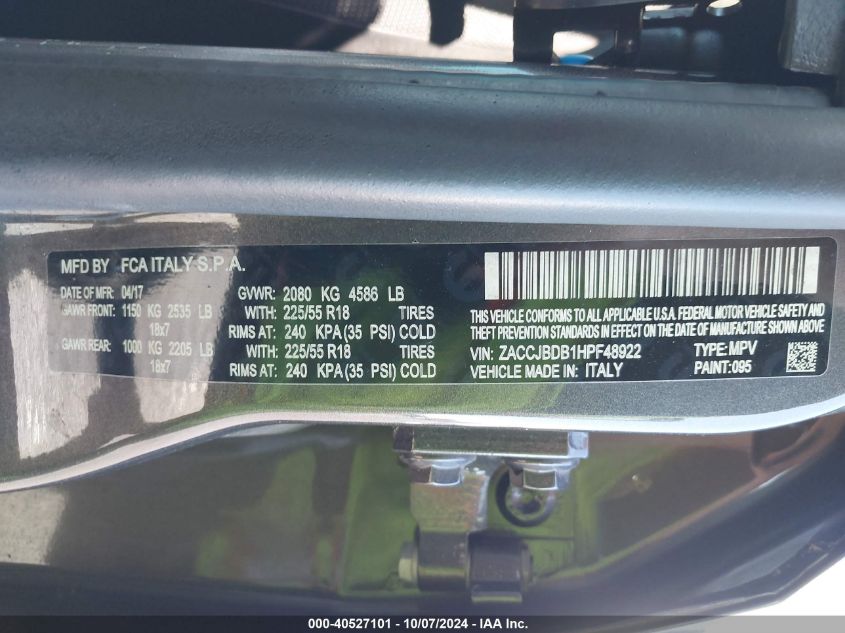 MFD BY FCA ITALY S.P.A.
DATE OF MFR: 04/17 GVWR: 2080 KG 4586 LB
GAWR FRONT: 1150 KG 2535 LB WITH: 225/55 R18 TIRES
18x7 RIMS AT: 240 KPA (35 PSI) COLD
GAWR REAR: 1000 KG 2205 LB WITH: 225/55 R18 TIRES
18x7 RIMS AT: 240 KPA (35 PSI) COLD
THIS VEHICLE CONFORMS TO ALL APPLICABLE U.S.A. FEDERAL MOTOR VEHICLE SAFETY AND
THEFT PREVENTION STANDARDS IN EFFECT ON THE DATE OF MANUFACTURE SHOWN ABOVE
VIN: ZACCJBDB1HPF48922 TYPE: MPV
VEHICLE MADE IN: ITALY PAINT: 095
000-40527101 - 10/07/2024 - IAA Inc.